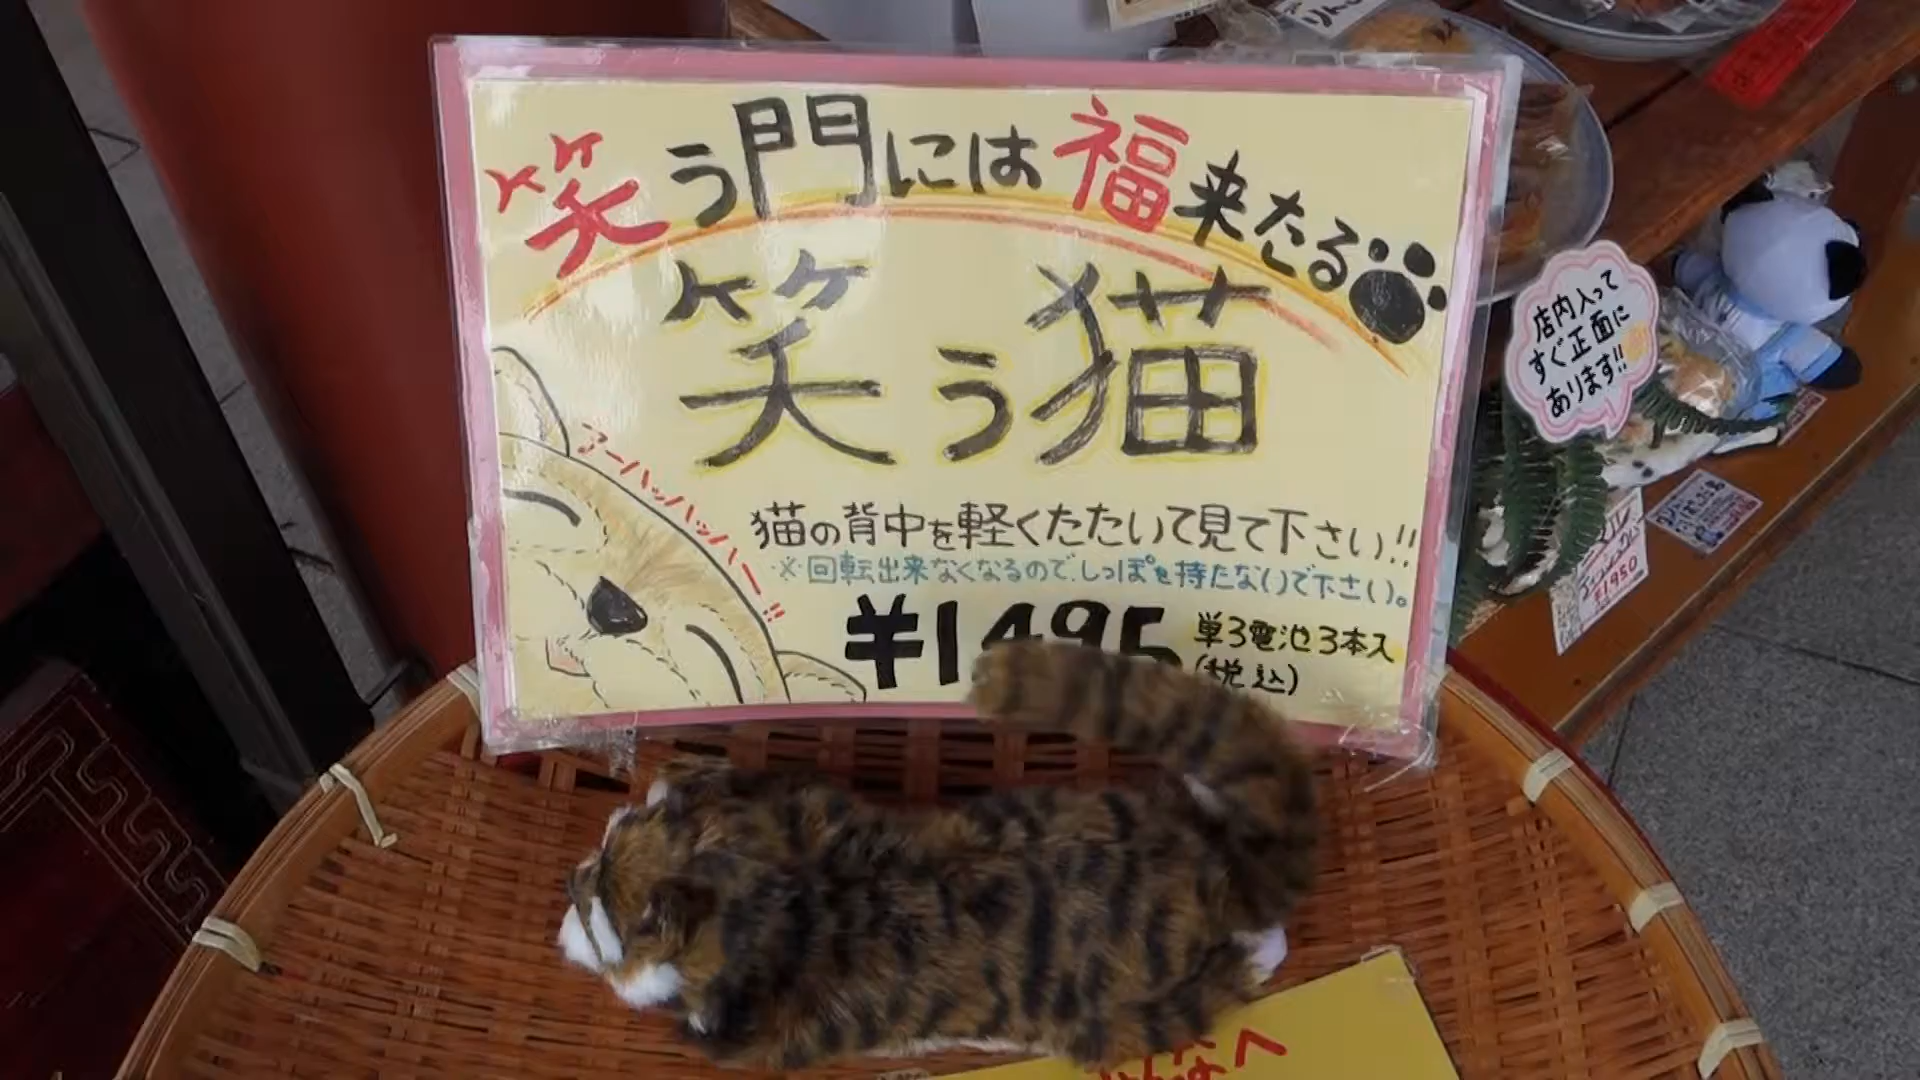 笑う門には福来たる
笑う猫
アーハッハッハー!!
猫の背中を軽くたたいて見て下さい!!
※回転出来なくなるので、しっぽを持たないで下さい。
¥1495
単3電池3本入
(税込)
店内入って
すぐ正面に
あります!!
¥1950